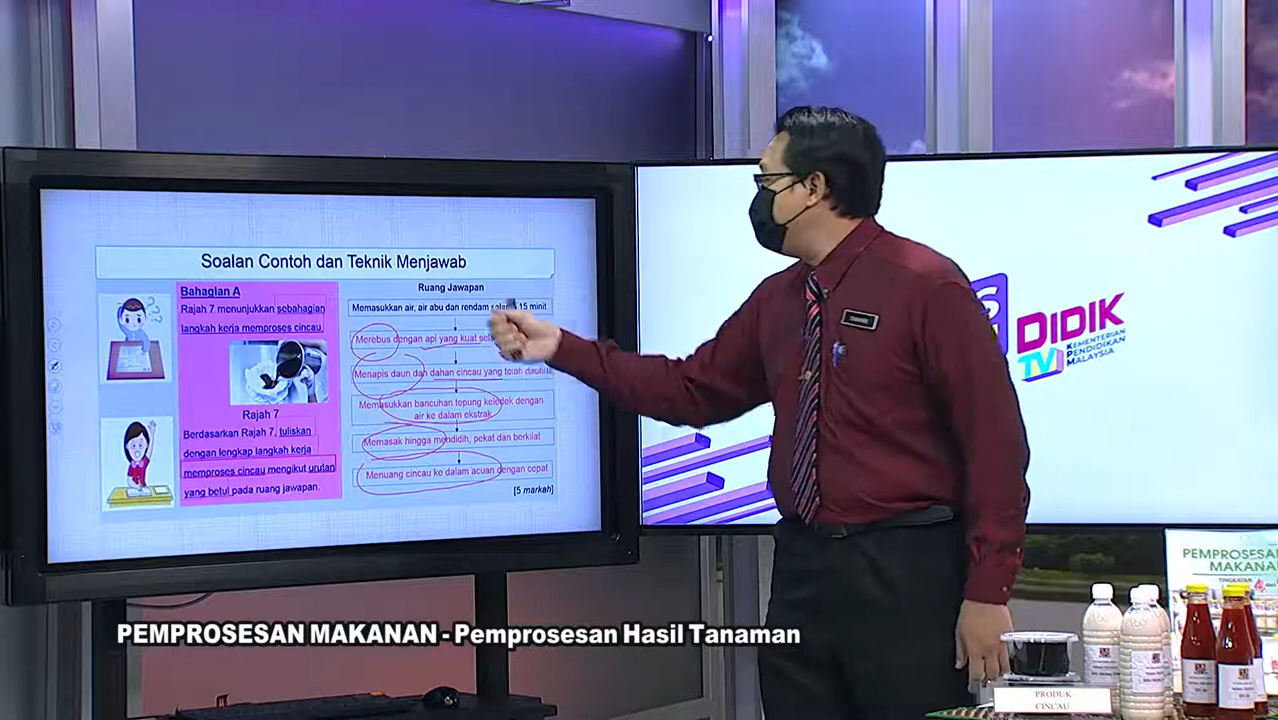 Soalan Contoh dan Teknik Menjawab
Bahagian A
Rajah 7 menunjukkan sebahagian
langkah kerja memproses cincau.
Rajah 7
Berdasarkan Rajah 7, tuliskan
dengan lengkap langkah kerja
memproses cincau mengikut urutan
yang betul pada ruang jawapan.
Ruang Jawapan
Memasukkan air, air abu dan rendam 15 minit
Merebus dengan api yang kuat
Menapis daun dan dahan cincau yang telah
Memasukkan bancuhan tepung keledek dengan
air ke dalam ekstrak
Memasak hingga mendidih, pekat dan berkilat
Menuang cincau ke dalam acuan dengan cepat
[5 markah]
DIDIK
TV
KEMENTERIAN
PENDIDIKAN
MALAYSIA
PEMPROSESAN
MAKANAN
TINGKATAN 4
PRODUK
CINCAU
PEMPROSESAN MAKANAN - Pemprosesan Hasil Tanaman